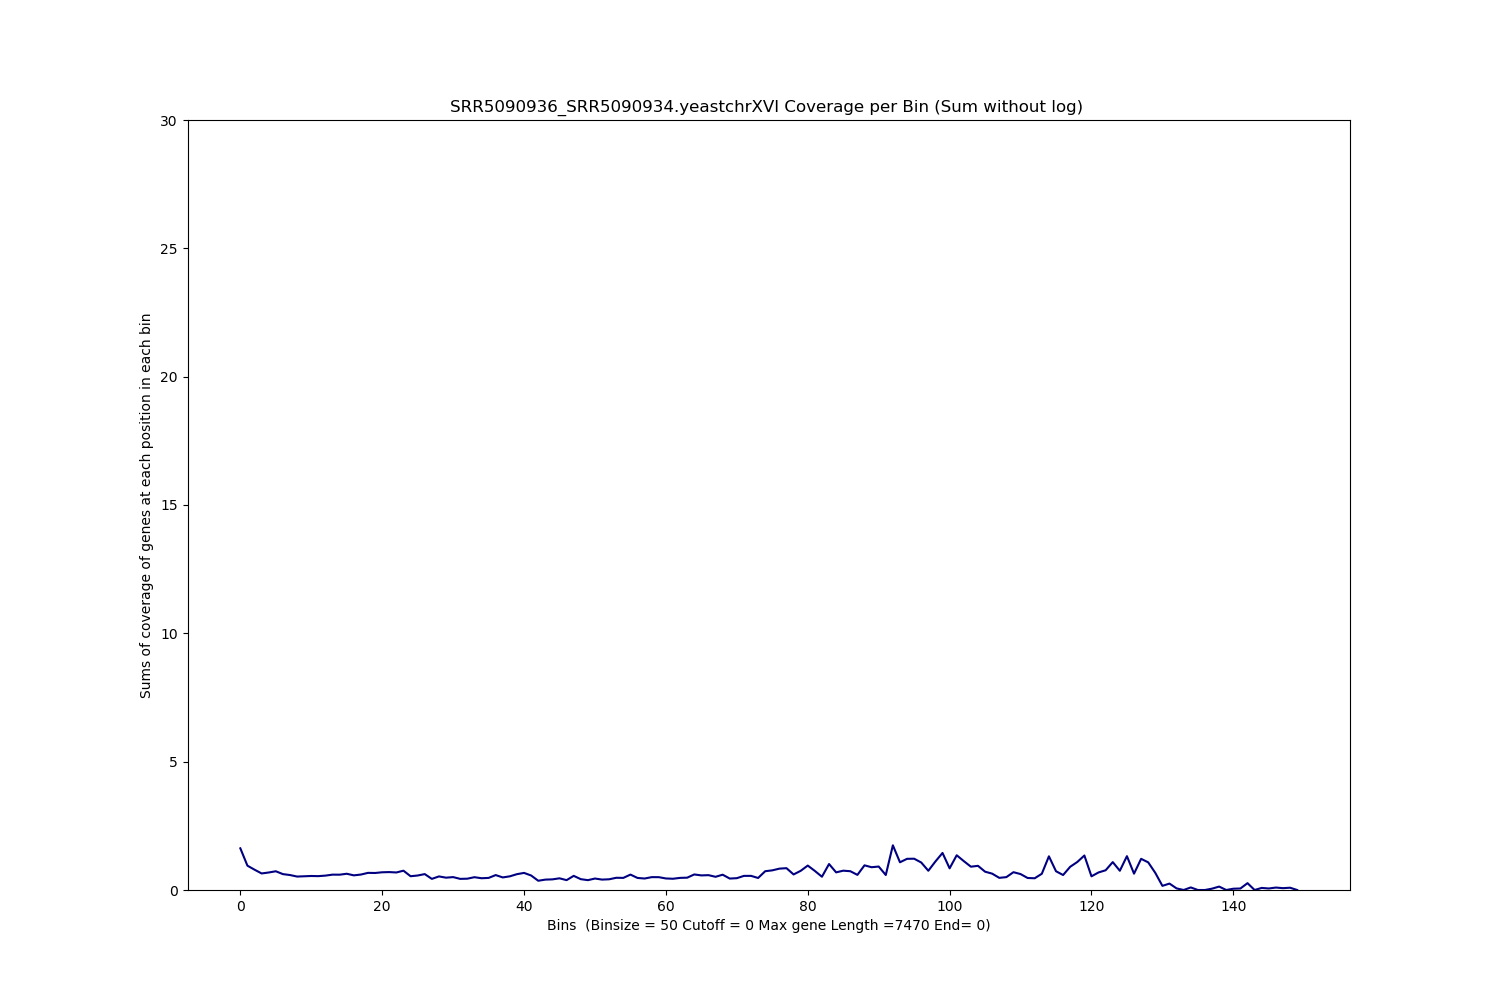 SRR5090936_SRR5090934.yeastchrXVI Coverage per Bin (Sum without log)
30
25
20
15
10
5
0
Sums of coverage of genes at each position in each bin
0 20 40 60 80 100 120 140
Bins  (Binsize = 50 Cutoff = 0 Max gene Length =7470 End= 0)